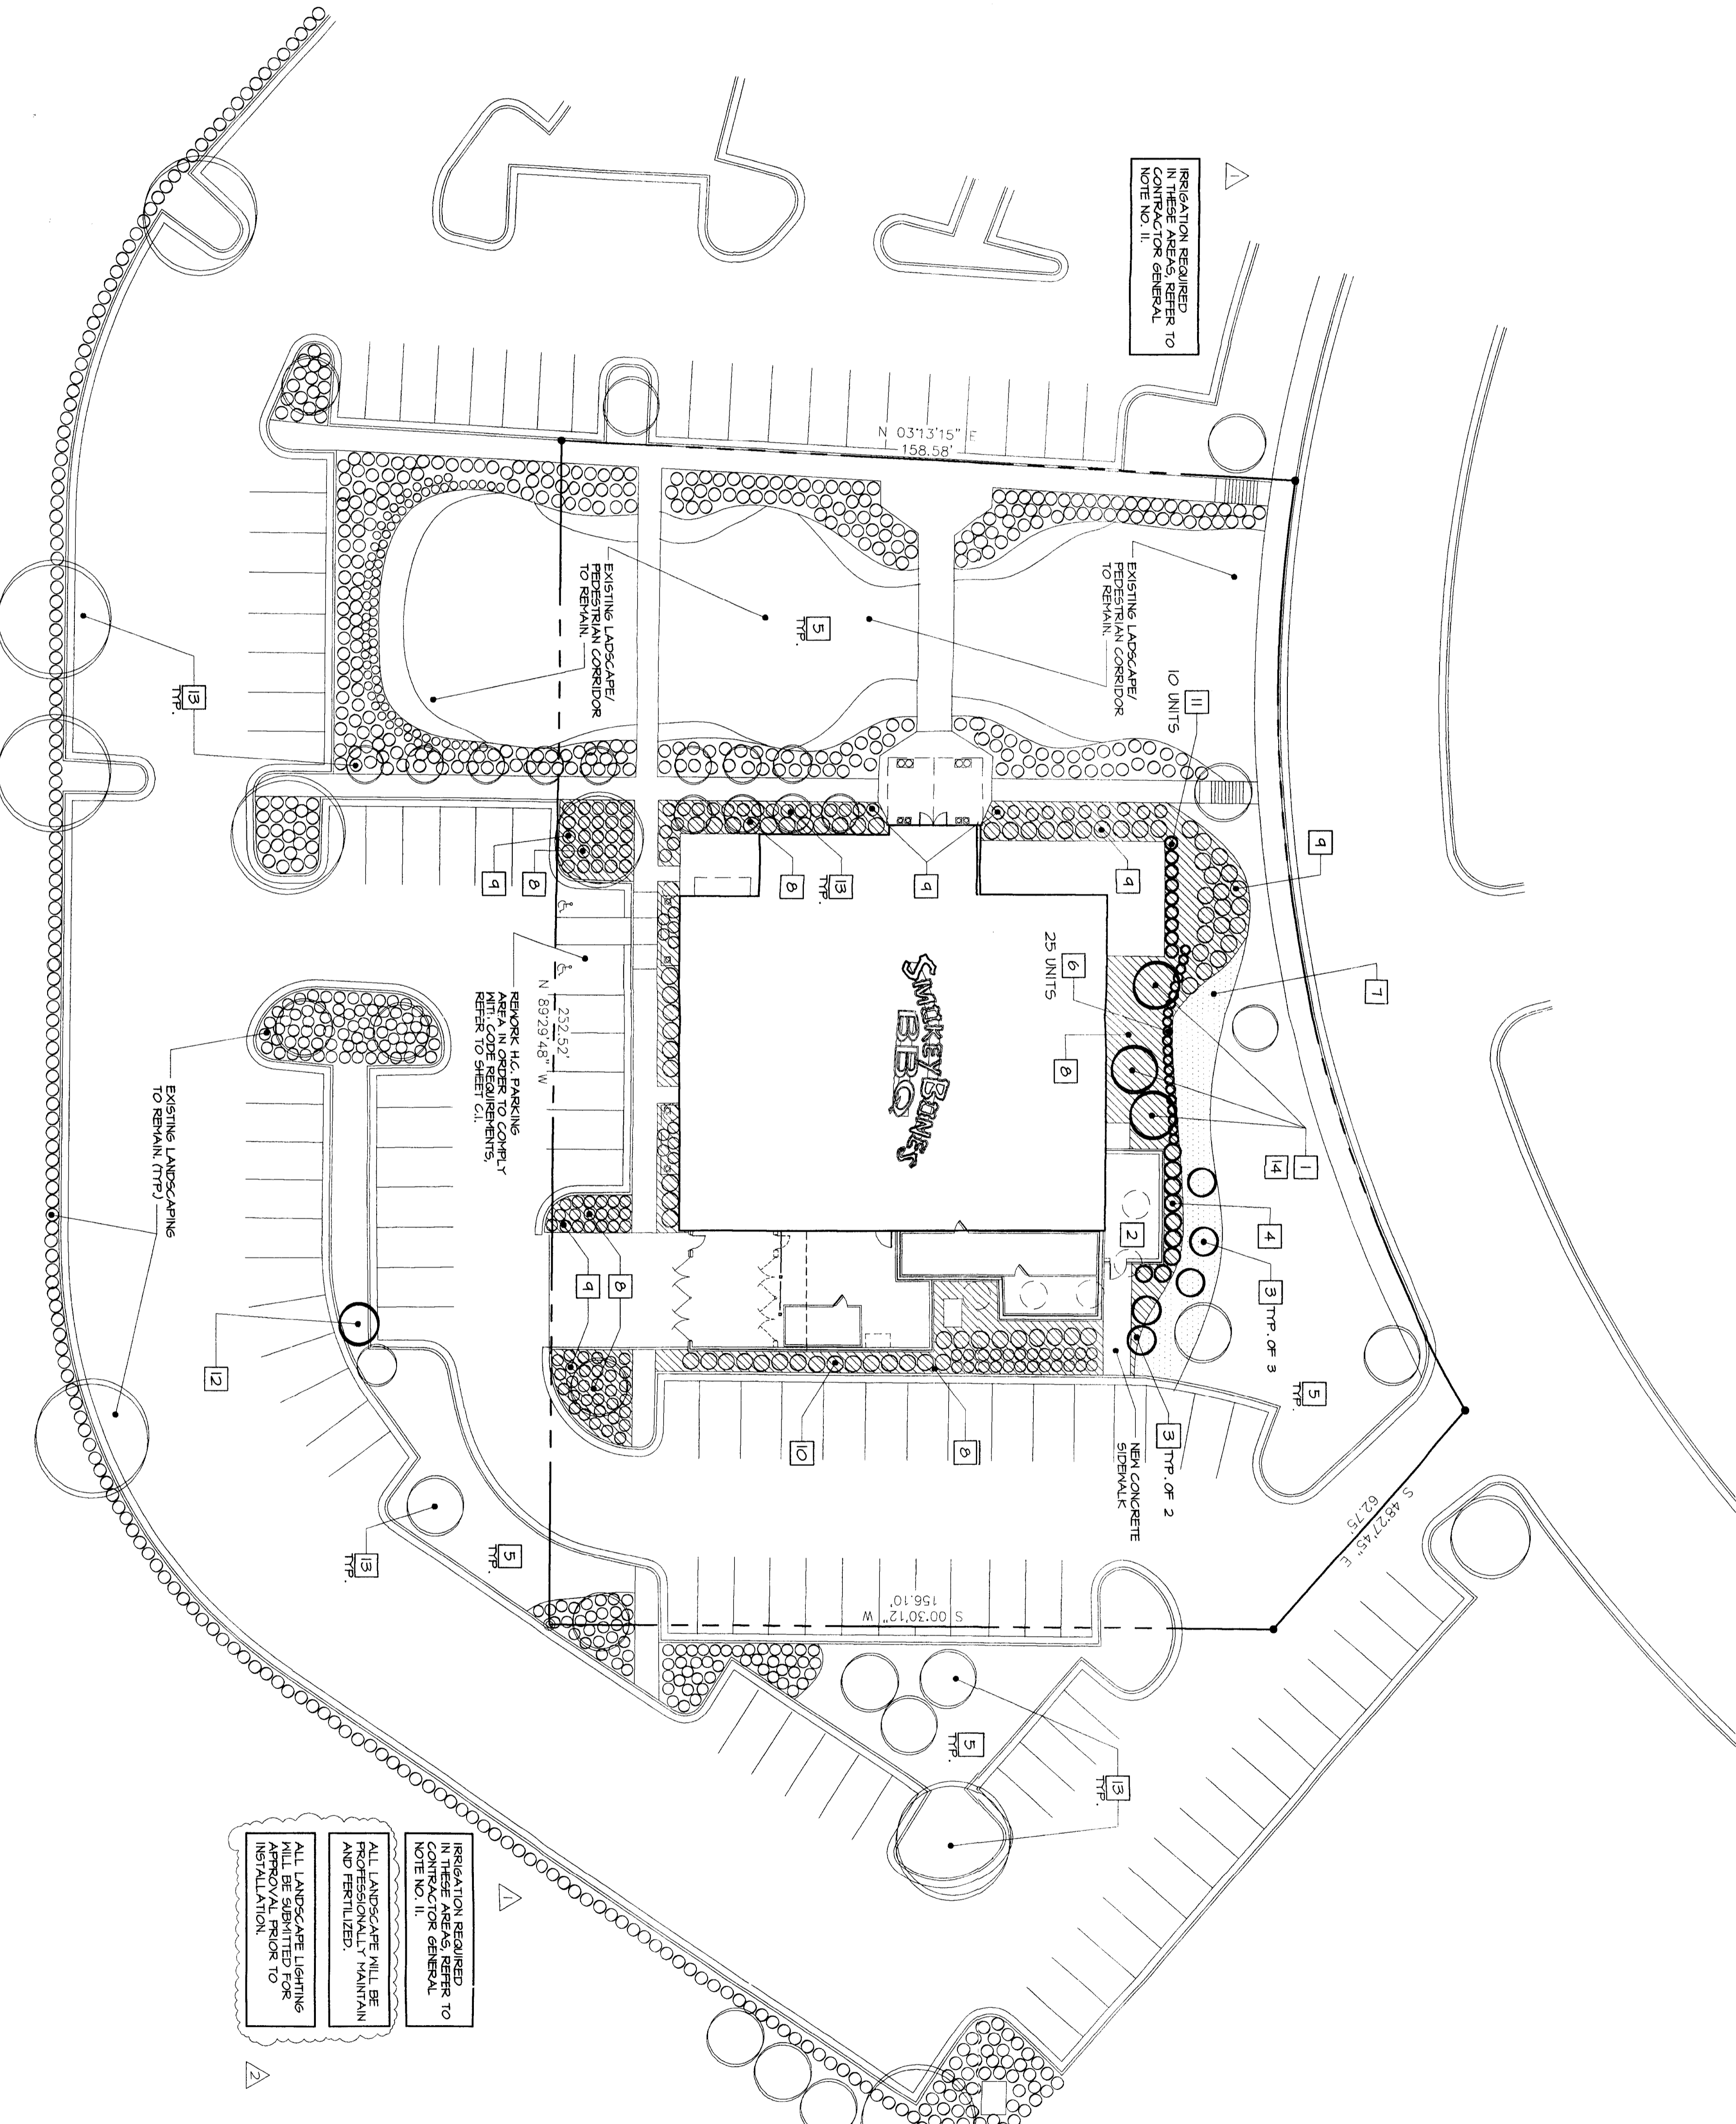 IRRIGATION REQUIRED
IN THESE AREAS, REFER TO
CONTRACTOR GENERAL
NOTE NO. 11.
1
N 03°13'15" E
158.58'
EXISTING LADSCAPE/
PEDESTRIAN CORRIDOR
TO REMAIN.
EXISTING LADSCAPE/
PEDESTRIAN CORRIDOR
TO REMAIN.
5
TYP.
11
10 UNITS
13
TYP.
9
9
8
8
13
TYP.
9
9
7
6
25 UNITS
8
SMOKEY BONES
BBQ
252.52'
N 89°29'48" W
REWORK H.C. PARKING
AREA IN ORDER TO COMPLY
WITH CODE REQUIREMENTS,
REFER TO SHEET C.1.
EXISTING LANDSCAPING
TO REMAIN. (TYP.)
1
14
4
2
3 TYP. OF 3
5
TYP.
9
8
12
10
8
3 TYP. OF 2
NEW CONCRETE
SIDEWALK
S 48°27'45" E
62.75'
13
TYP.
5
TYP.
S 00°30'12" W
156.10'
5
TYP.
13
TYP.
1
IRRIGATION REQUIRED
IN THESE AREAS, REFER TO
CONTRACTOR GENERAL
NOTE NO. 11.
ALL LANDSCAPE WILL BE
PROFESSIONALLY MAINTAIN
AND FERTILIZED.
ALL LANDSCAPE LIGHTING
WILL BE SUBMITTED FOR
APPROVAL PRIOR TO
INSTALLATION.
2